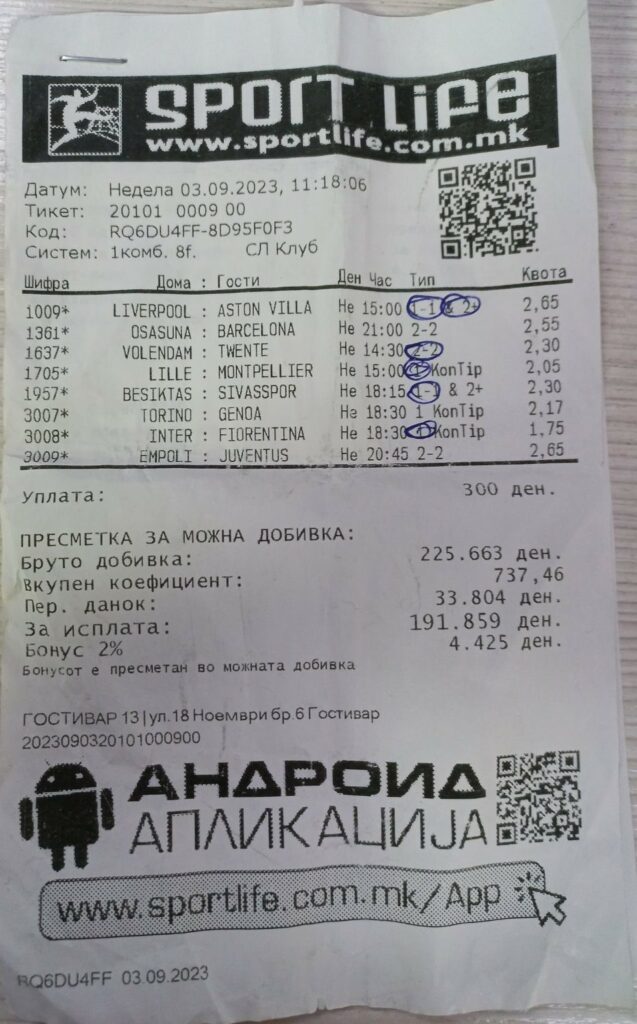 SPORT LIFE
www.sportlife.com.mk
Датум: Недела 03.09.2023, 11:18:06
Тикет: 20101 0009 00
Код: RQ6DU4FF-8D95F0F3
Систем: 1комб. 8f. СЛ Клуб
Шифра Дома : Гости Ден Час Тип Квота
1009* LIVERPOOL : ASTON VILLA Не 15:00 1-1 & 2+ 2,65
1361* OSASUNA : BARCELONA Не 21:00 2-2 2,55
1637* VOLENDAM : TWENTE Не 14:30 2-2 2,30
1705* LILLE : MONTPELLIER Не 15:00 1 KonTip 2,05
1957* BESIKTAS : SIVASSPOR Не 18:15 1-1 & 2+ 2,30
3007* TORINO : GENOA Не 18:30 1 KonTip 2,17
3008* INTER : FIORENTINA Не 18:30 1 KonTip 1,75
3009* EMPOLI : JUVENTUS Не 20:45 2-2 2,65
Уплата: 300 ден.
ПРЕСМЕТКА ЗА МОЖНА ДОБИВКА:
Бруто добивка: 225.663 ден.
Вкупен коефициент: 737,46
Пер. данок: 33.804 ден.
За исплата: 191.859 ден.
Бонус 2% 4.425 ден.
Бонусот е пресметан во можната добивка
ГОСТИВАР 13|ул.18 Ноември бр.6 Гостивар
2023090320101000900
АНДРОИД
АПЛИКАЦИЈА
www.sportlife.com.mk/App
RQ6DU4FF 03.09.2023